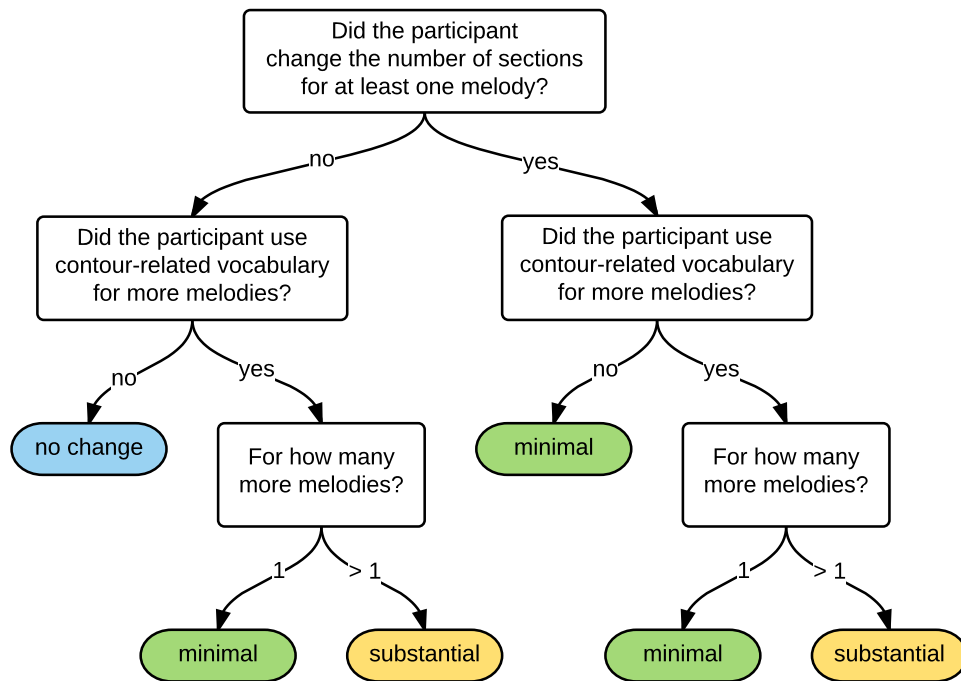 Did the participant
change the number of sections
for at least one melody?
no
yes
Did the participant use
contour-related vocabulary
for more melodies?
Did the participant use
contour-related vocabulary
for more melodies?
no
yes
no
yes
no change
For how many
more melodies?
minimal
For how many
more melodies?
1
> 1
1
> 1
minimal
substantial
minimal
substantial